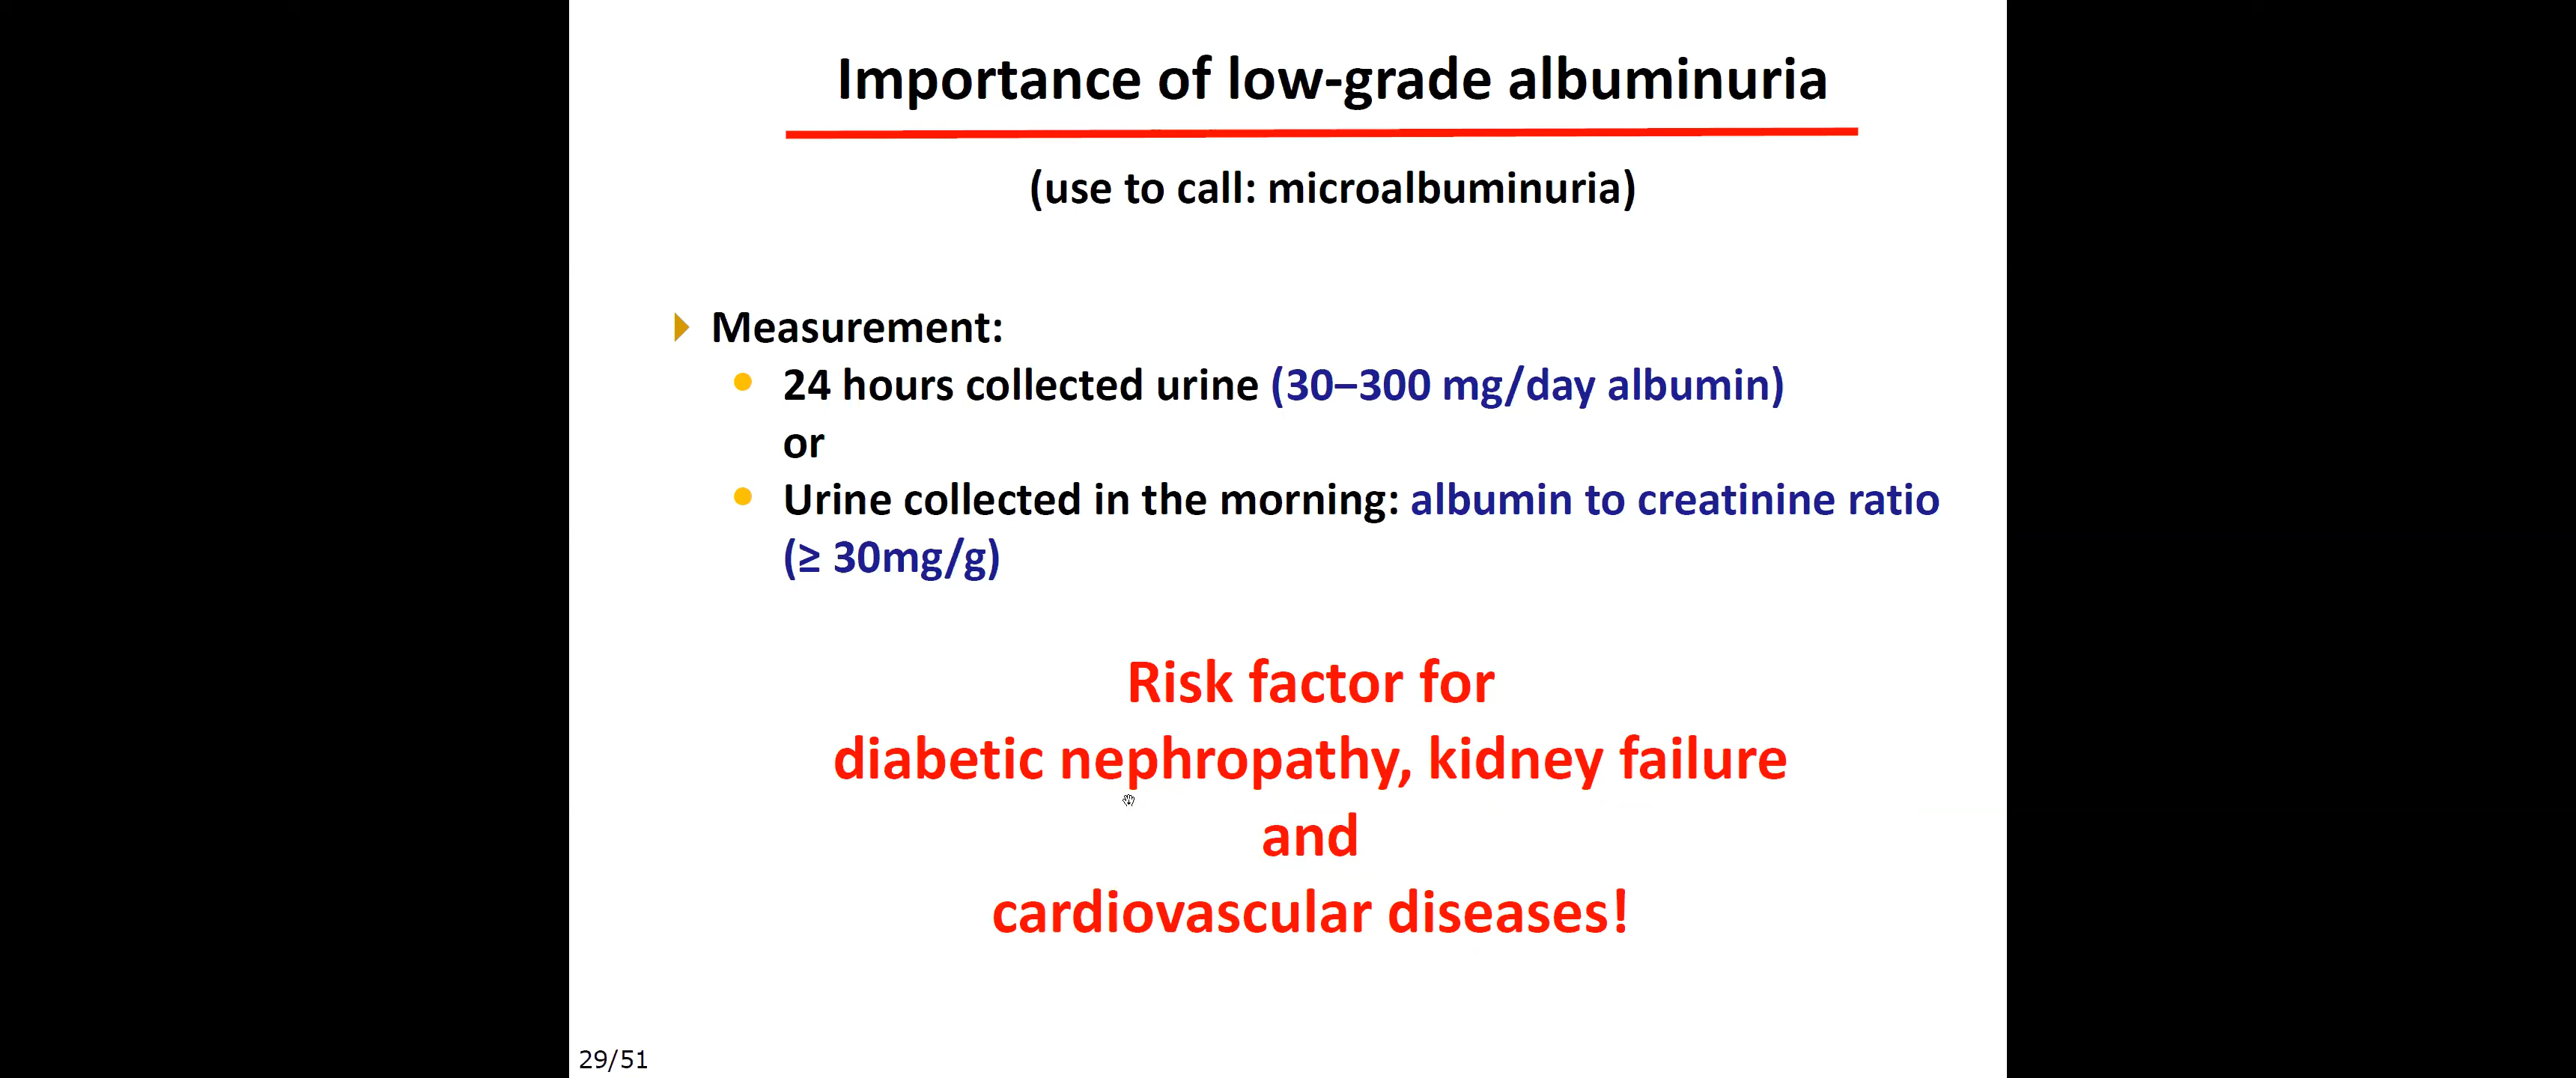 Importance of low-grade albuminuria
(use to call: microalbuminuria)
Measurement:
24 hours collected urine (30–300 mg/day albumin)
or
Urine collected in the morning: albumin to creatinine ratio
(≥ 30mg/g)
Risk factor for
diabetic nephropathy, kidney failure
and
cardiovascular diseases!
29/51